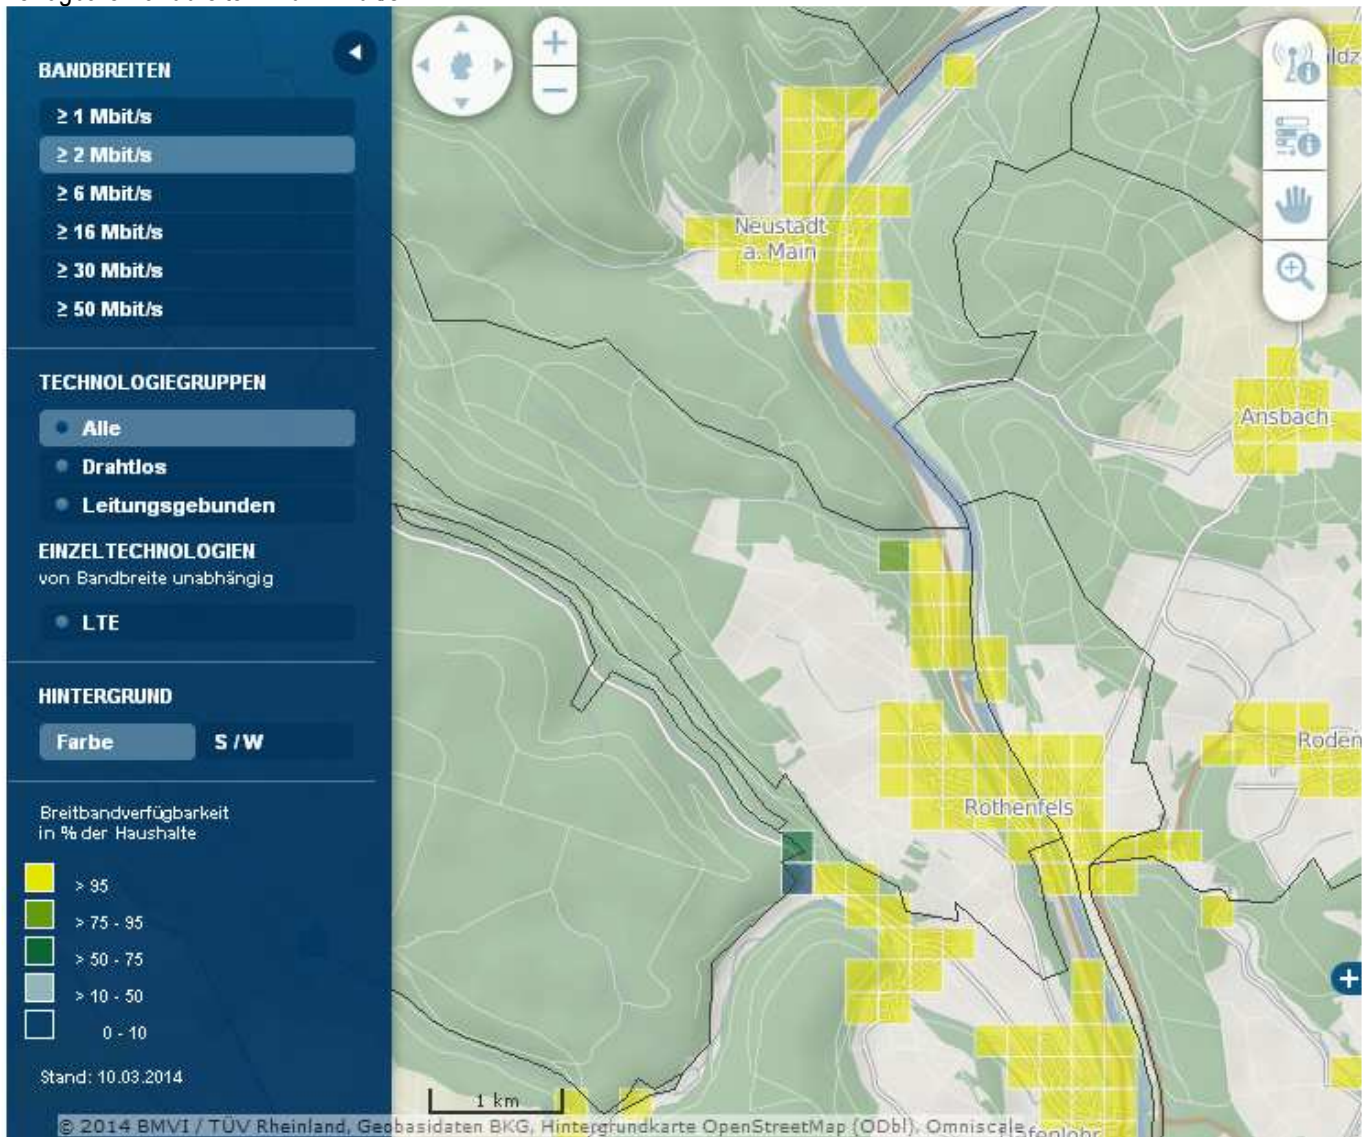 BANDBREITEN
≥ 1 Mbit/s
≥ 2 Mbit/s
≥ 6 Mbit/s
≥ 16 Mbit/s
≥ 30 Mbit/s
≥ 50 Mbit/s
TECHNOLOGIEGRUPPEN
Alle
Drahtlos
Leitungsgebunden
EINZELTECHNOLOGIEN
von Bandbreite unabhängig
LTE
HINTERGRUND
Farbe S / W
Breitbandverfügbarkeit
in % der Haushalte
> 95
> 75 - 95
> 50 - 75
> 10 - 50
0 - 10
Stand: 10.03.2014
Neustadt
a. Main
Ansbach
Roden
Rothenfels
1 km
© 2014 BMVI / TÜV Rheinland, Geobasidaten BKG, Hintergrundkarte OpenStreetMap (ODbl), Omniscale